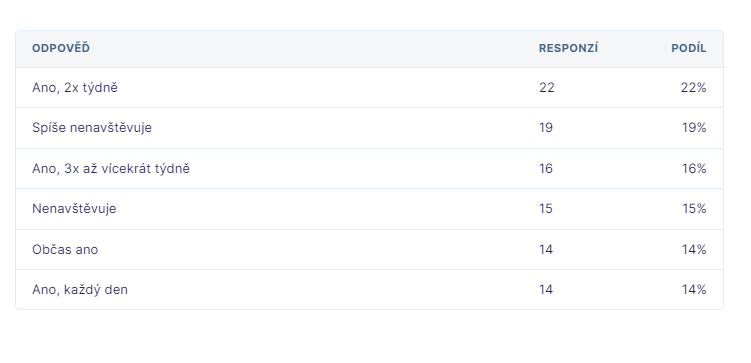 ODPOVĚĎ RESPONZÍ PODÍL
Ano, 2x týdně 22 22%
Spíše nenavštěvuje 19 19%
Ano, 3x až vícekrát týdně 16 16%
Nenavštěvuje 15 15%
Občas ano 14 14%
Ano, každý den 14 14%